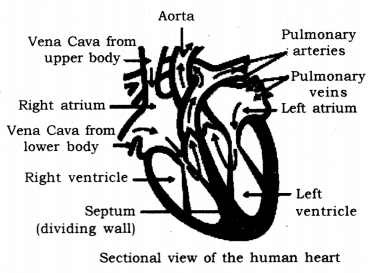 Aorta
Vena Cava from
upper body
Pulmonary
arteries
Pulmonary
veins
Right atrium
Left atrium
Vena Cava from
lower body
Right ventricle
Left
ventricle
Septum
(dividing wall)
Sectional view of the human heart